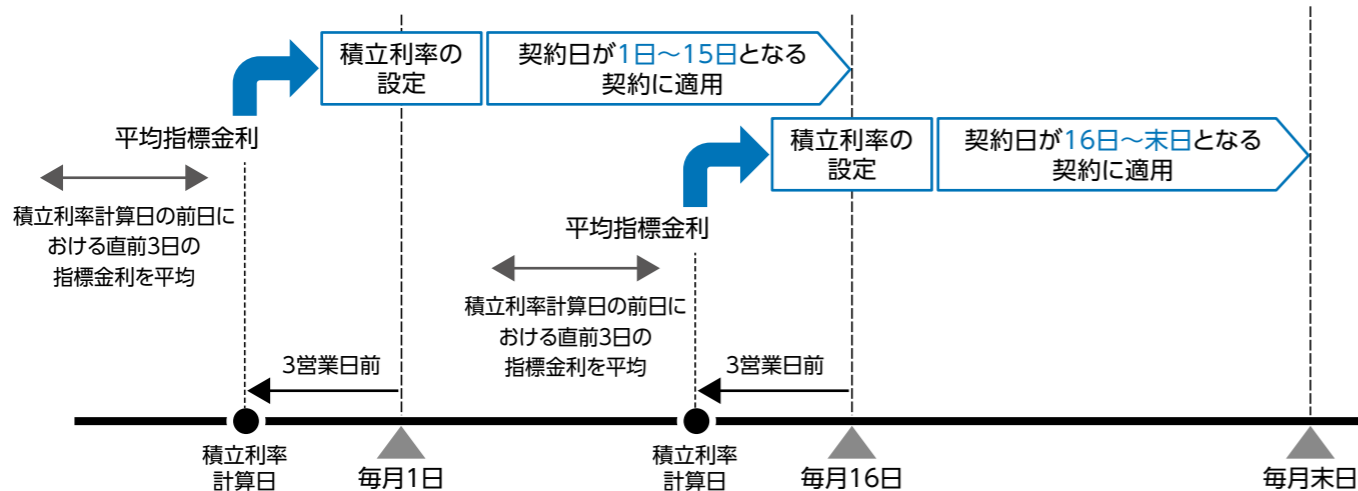 積立利率の
設定
契約日が1日～15日となる
契約に適用
平均指標金利
積立利率計算日の前日に
おける直前3日の
指標金利を平均
積立利率の
設定
契約日が16日～末日となる
契約に適用
平均指標金利
積立利率計算日の前日に
おける直前3日の
指標金利を平均
3営業日前
3営業日前
積立利率
計算日
毎月1日
積立利率
計算日
毎月16日
毎月末日